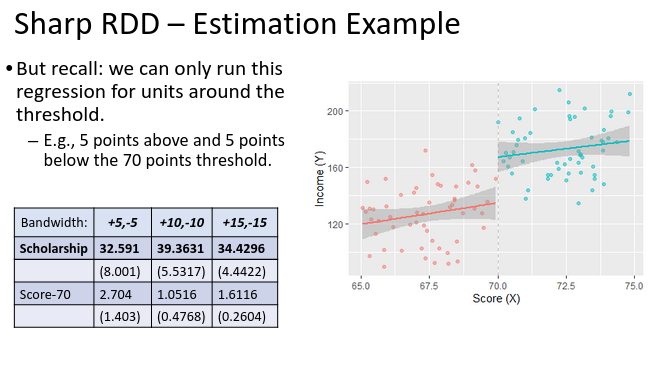 Sharp RDD – Estimation Example
•But recall: we can only run this
regression for units around the
threshold.
– E.g., 5 points above and 5 points
below the 70 points threshold.
Bandwidth: +5,-5 +10,-10 +15,-15
Scholarship 32.591 39.3631 34.4296
(8.001) (5.5317) (4.4422)
Score-70 2.704 1.0516 1.6116
(1.403) (0.4768) (0.2604)
Income (Y)
200
160
120
65.0 67.5 70.0 72.5 75.0
Score (X)